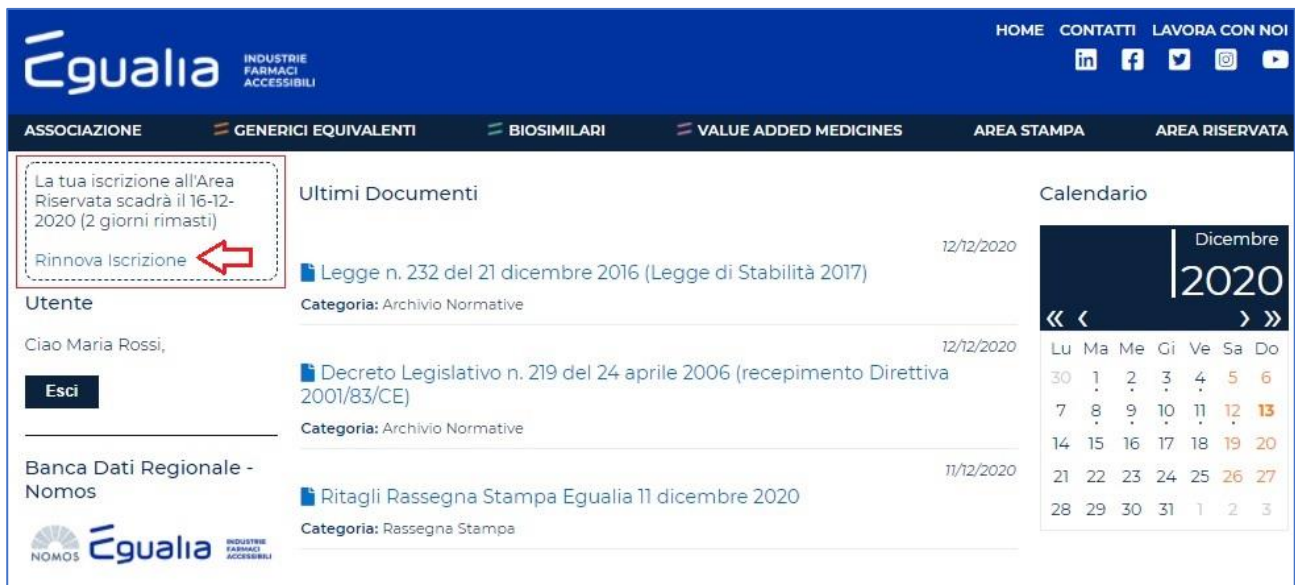 HOME CONTATTI LAVORA CON NOI
Egualia INDUSTRIE
FARMACI
ACCESSIBILI
ASSOCIAZIONE GENERICI EQUIVALENTI BIOSIMILARI VALUE ADDED MEDICINES AREA STAMPA AREA RISERVATA
La tua iscrizione all'Area
Riservata scadrà il 16-12-
2020 (2 giorni rimasti)
Rinnova Iscrizione
Utente
Ciao Maria Rossi,
Esci
Banca Dati Regionale -
Nomos
NOMOS Egualia INDUSTRIE
FARMACI
ACCESSIBILI
Ultimi Documenti
12/12/2020
Legge n. 232 del 21 dicembre 2016 (Legge di Stabilità 2017)
Categoria: Archivio Normative
12/12/2020
Decreto Legislativo n. 219 del 24 aprile 2006 (recepimento Direttiva
2001/83/CE)
Categoria: Archivio Normative
11/12/2020
Ritagli Rassegna Stampa Egualia 11 dicembre 2020
Categoria: Rassegna Stampa
Calendario
Dicembre
2020
« ‹ › »
Lu Ma Me Gi Ve Sa Do
30 1 2 3 4 5 6
7 8 9 10 11 12 13
14 15 16 17 18 19 20
21 22 23 24 25 26 27
28 29 30 31 1 2 3